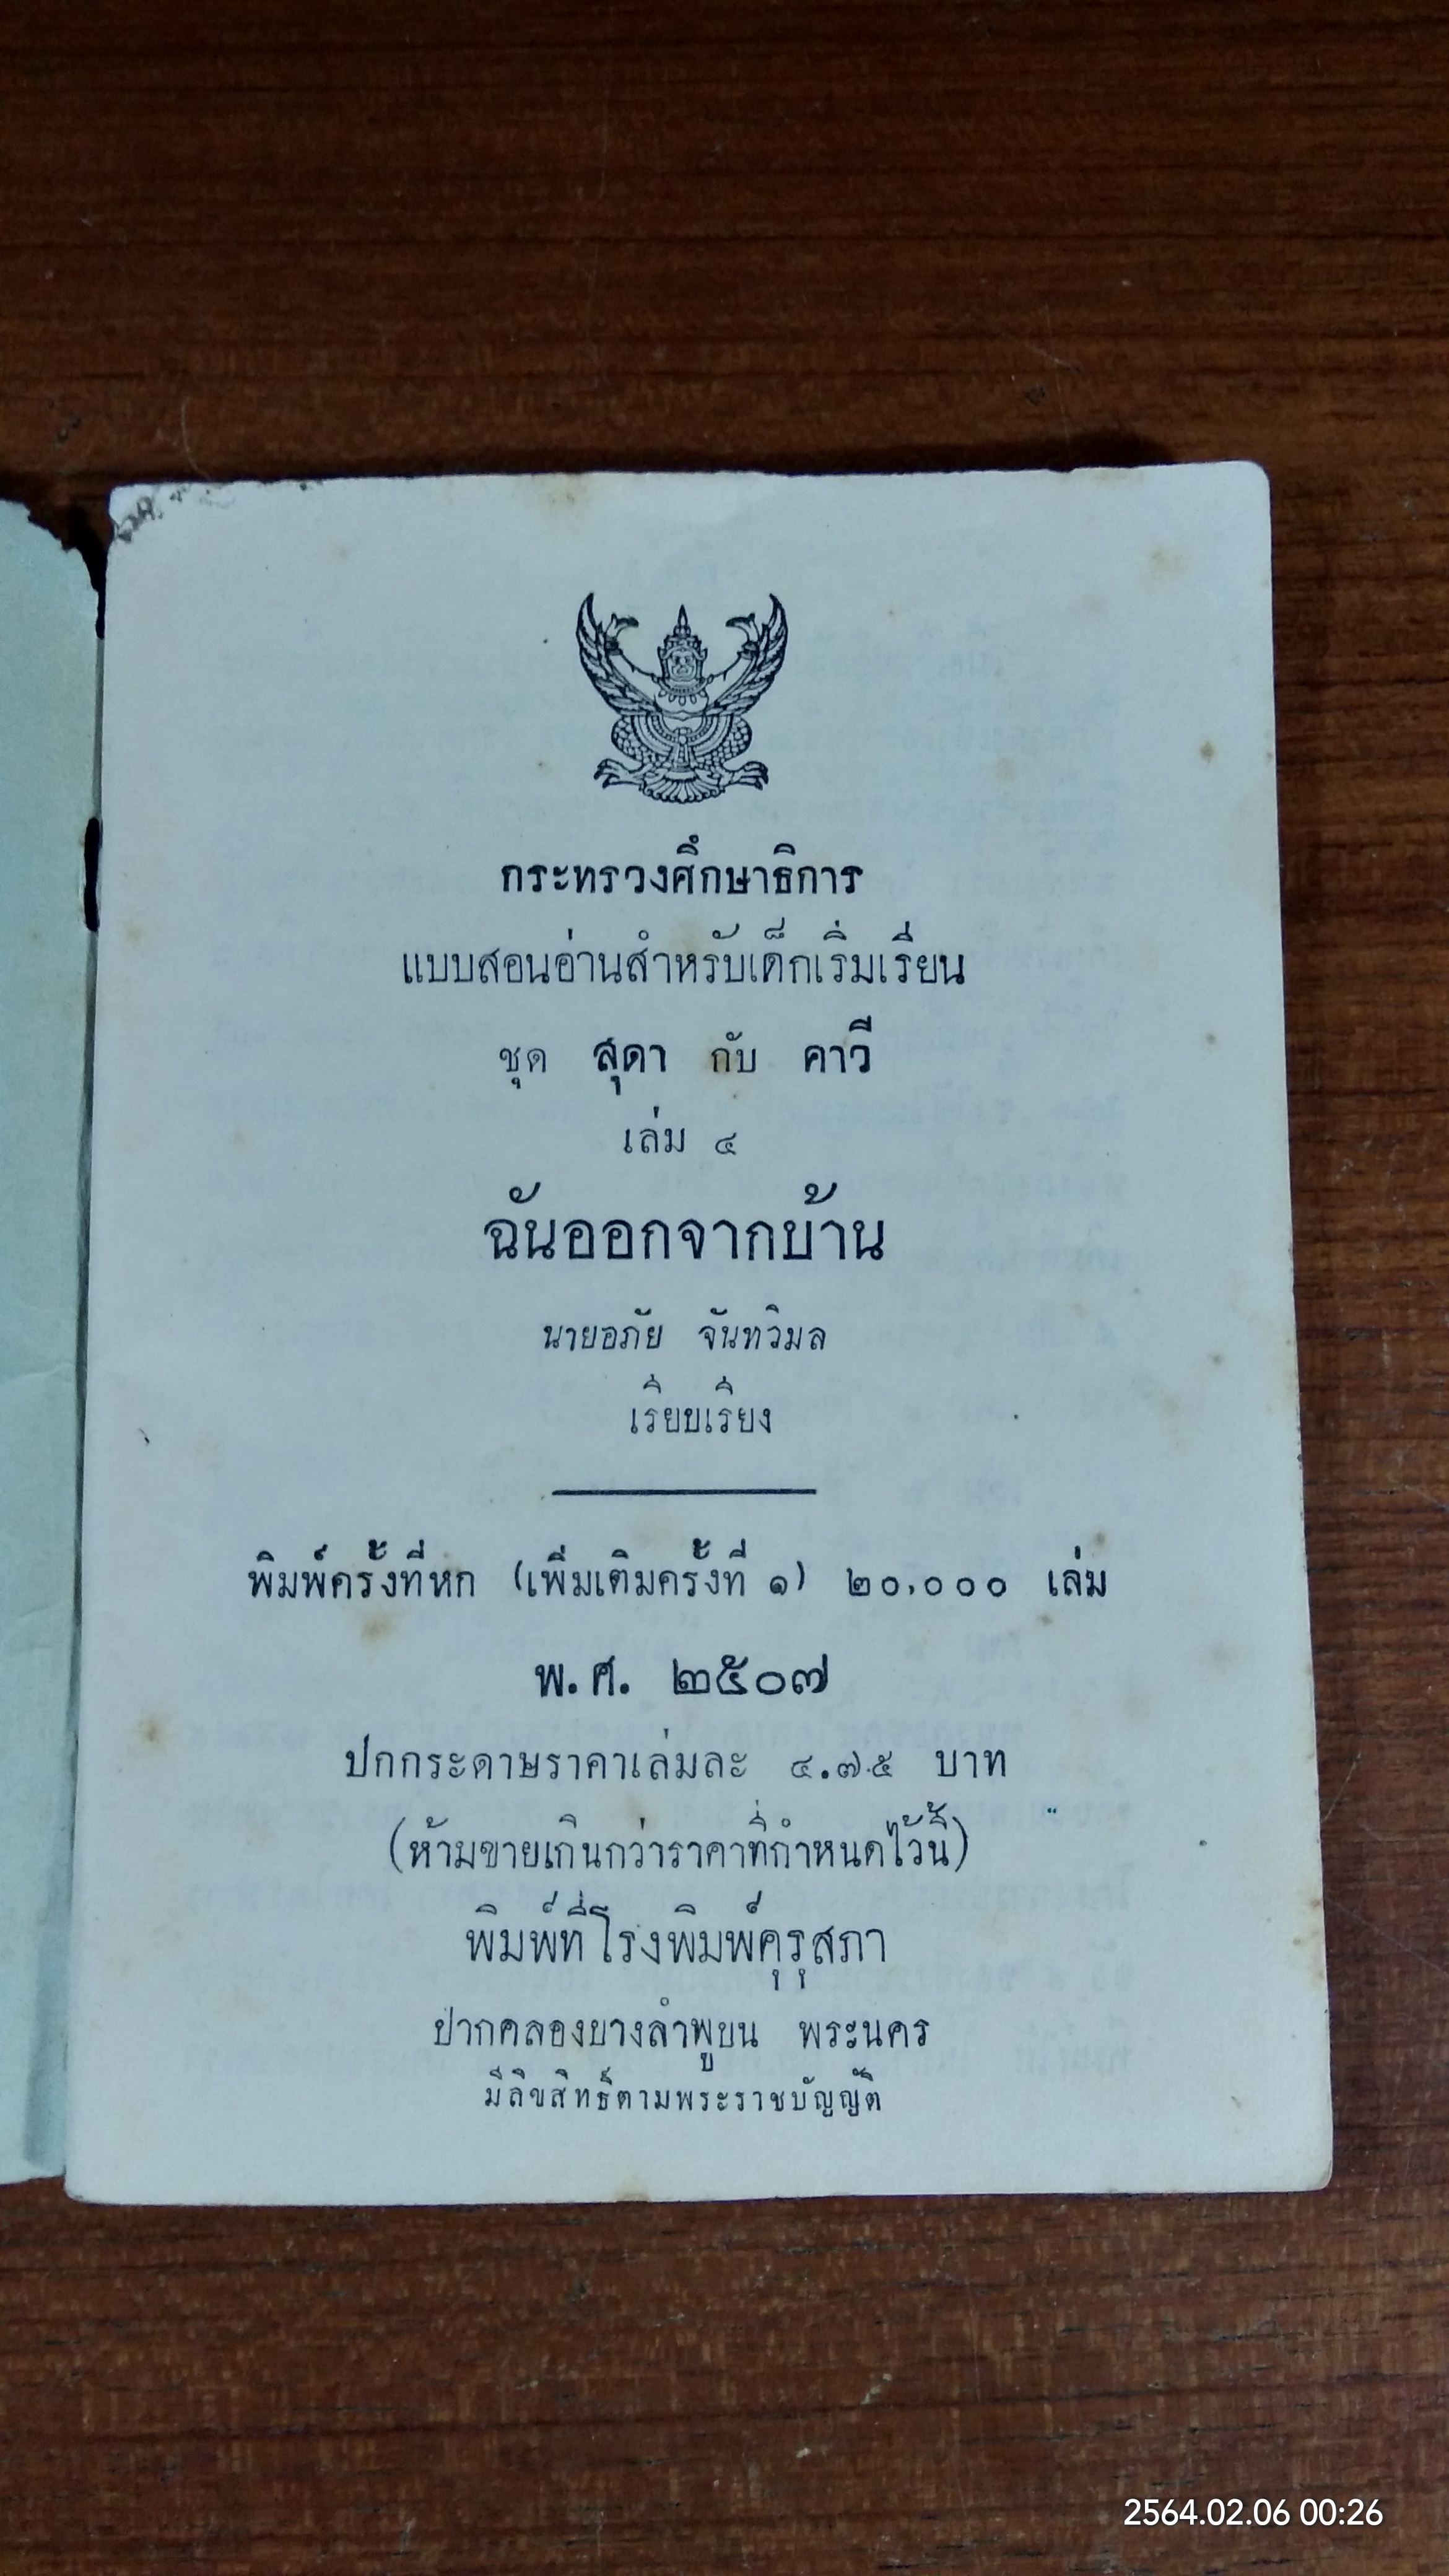 กระทรวงศึกษาธิการ
แบบสอนอ่านสำหรับเด็กเริ่มเรียน
ชุด สุดา กับ คาวี
เล่ม ๔
ฉันออกจากบ้าน
นายอภัย จันทวิมล
เรียบเรียง
พิมพ์ครั้งที่หก (เพิ่มเติมครั้งที่ ๑) ๒๐,๐๐๐ เล่ม
พ.ศ. ๒๕๐๗
ปกกระดาษราคาเล่มละ ๔.๗๕ บาท
(ห้ามขายเกินกว่าราคาที่กำหนดไว้นี้)
พิมพ์ที่โรงพิมพ์คุรุสภา
ปากคลองบางลำพูบน พระนคร
มีลิขสิทธิ์ตามพระราชบัญญัติ
2564.02.06 00:26